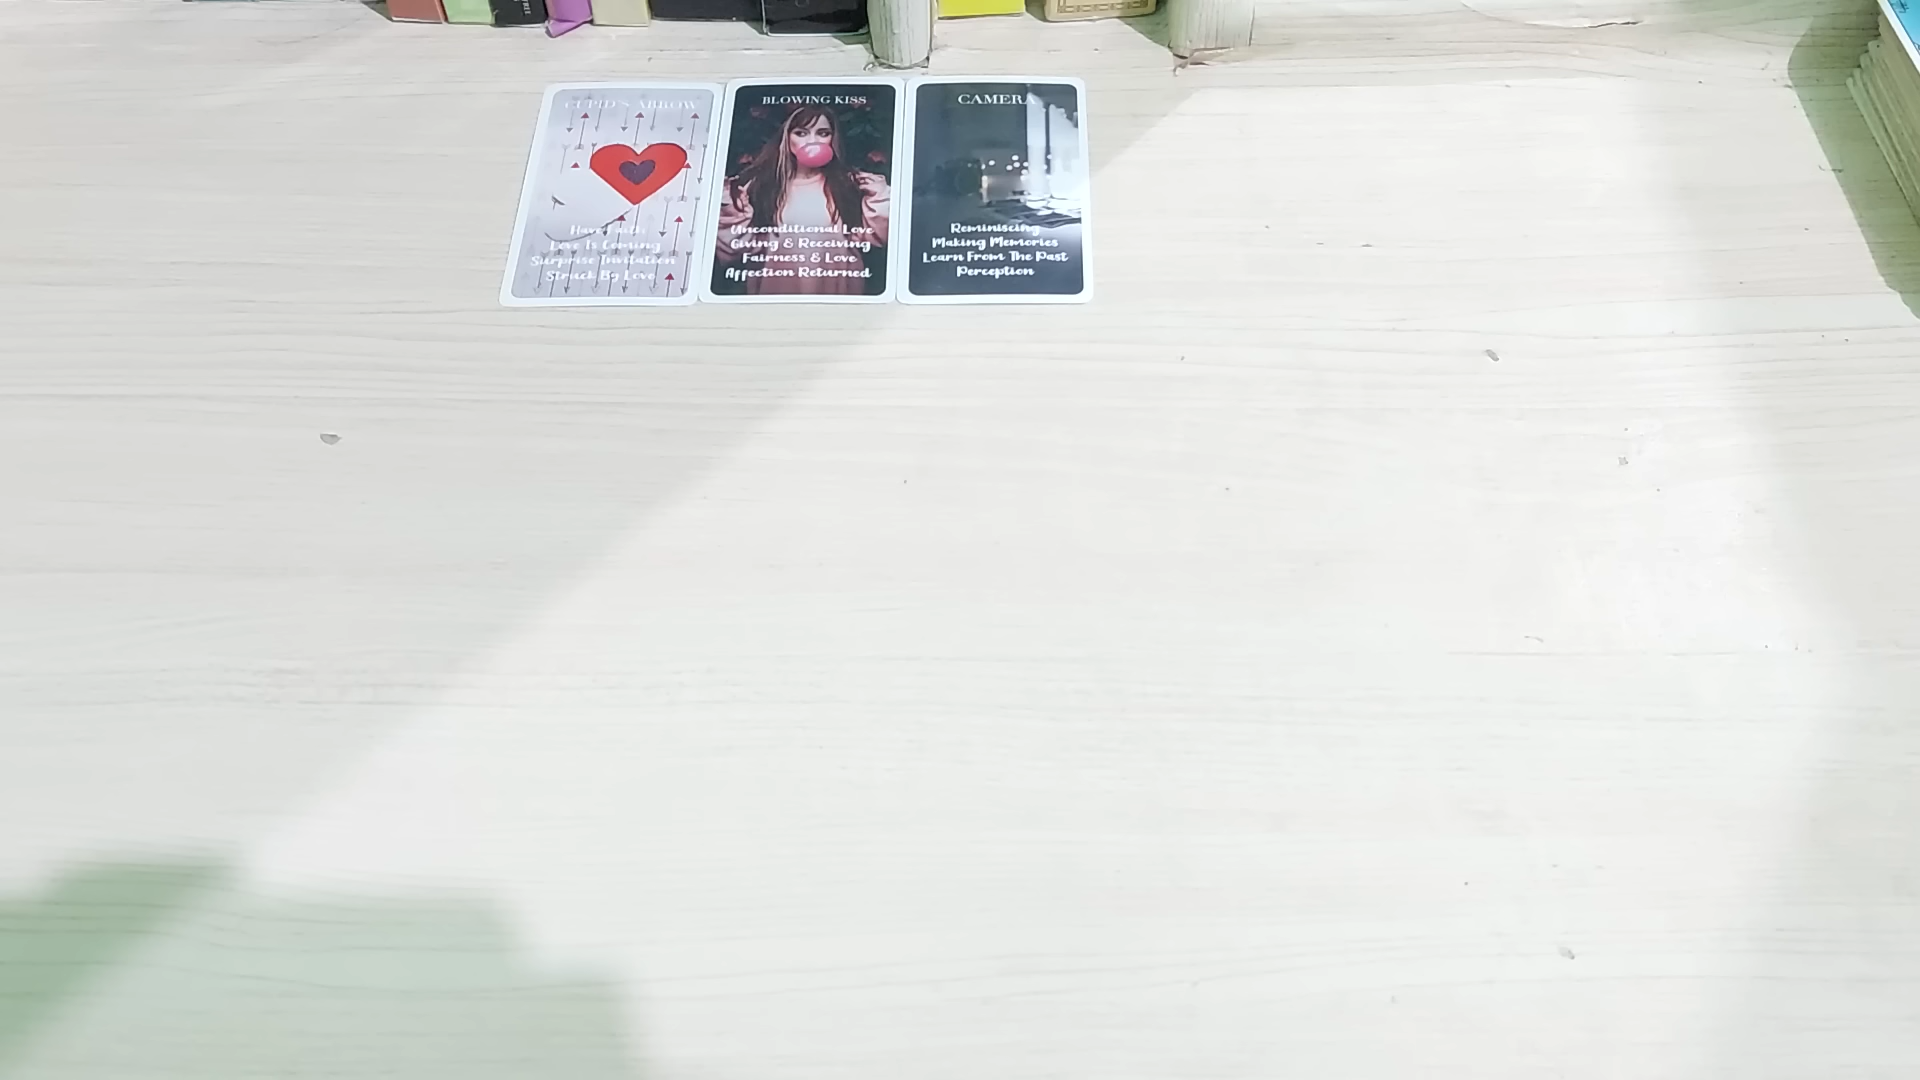 CUPID'S ARROW
Have Faith
Love Is Coming
Surprise Invitation
Struck By Love
BLOWING KISS
Unconditional Love
Giving & Receiving
Fairness & Love
Affection Returned
CAMERA
Reminiscing
Making Memories
Learn From The Past
Perception